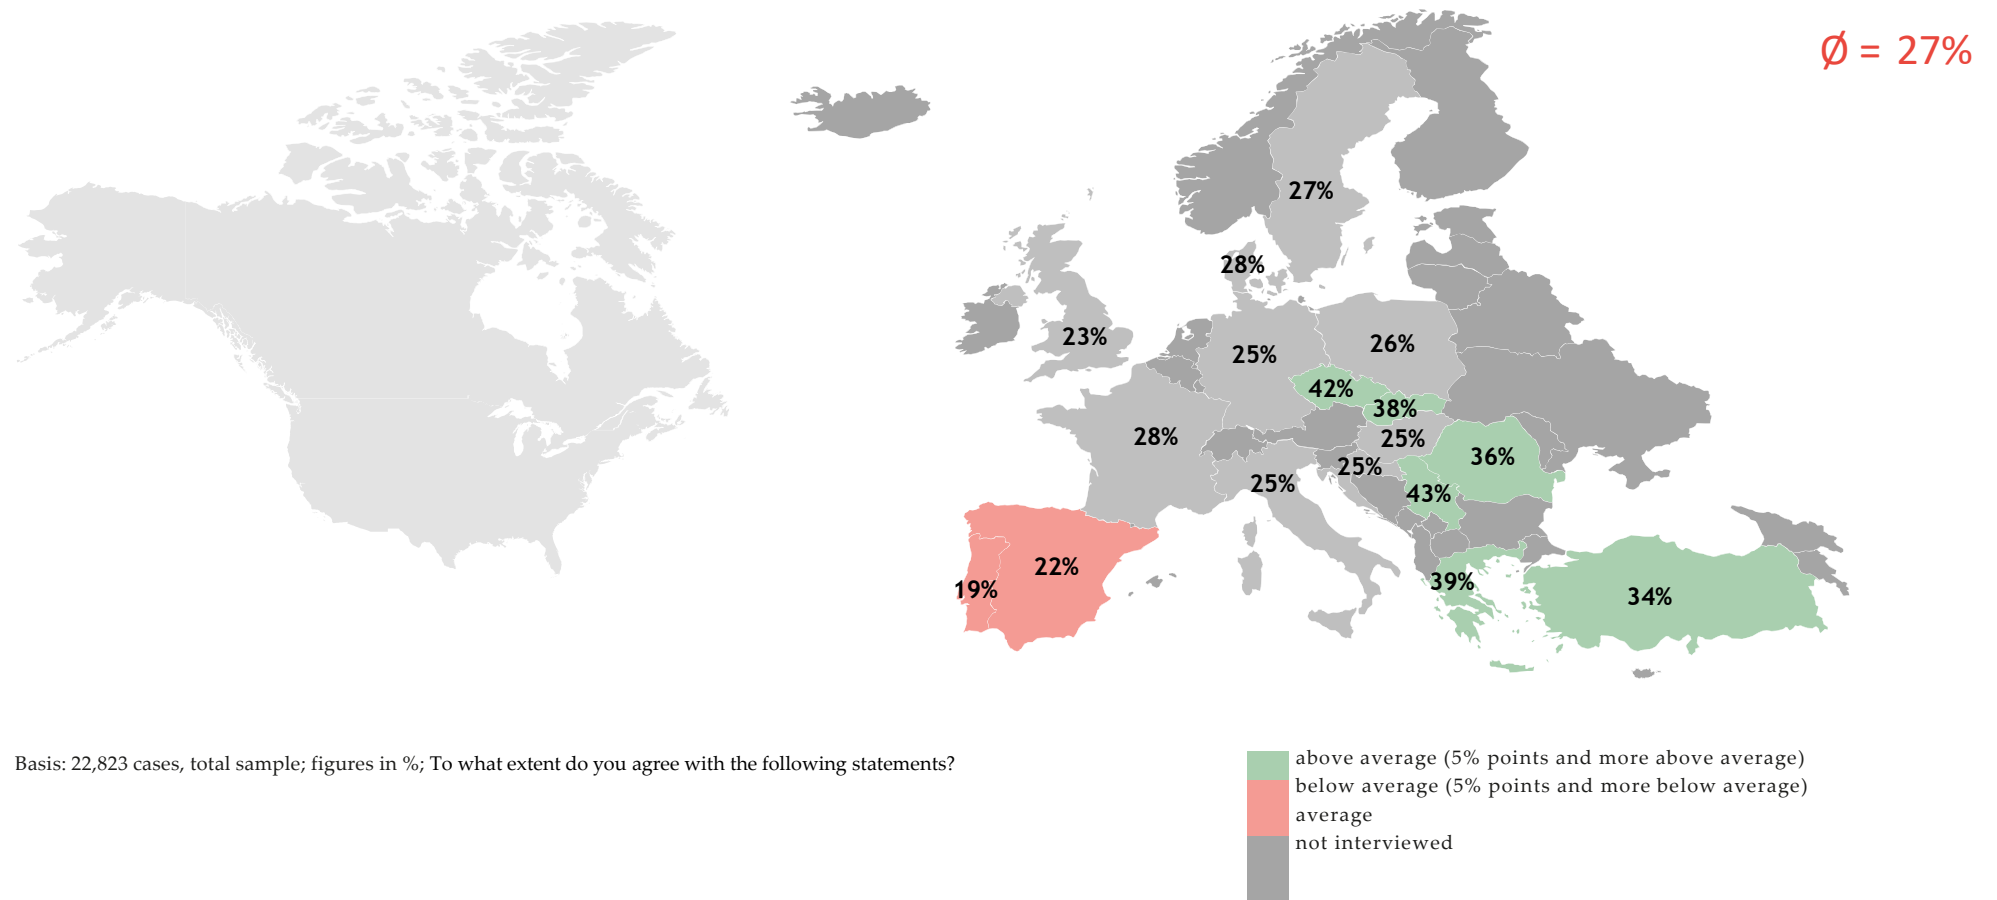 Ø = 27%
27%
28%
23%
25%
26%
42%
38%
28%
25%
36%
25%
25%
43%
22%
19%
39%
34%
Basis: 22,823 cases, total sample; figures in %; To what extent do you agree with the following statements?
above average (5% points and more above average)
below average (5% points and more below average)
average
not interviewed